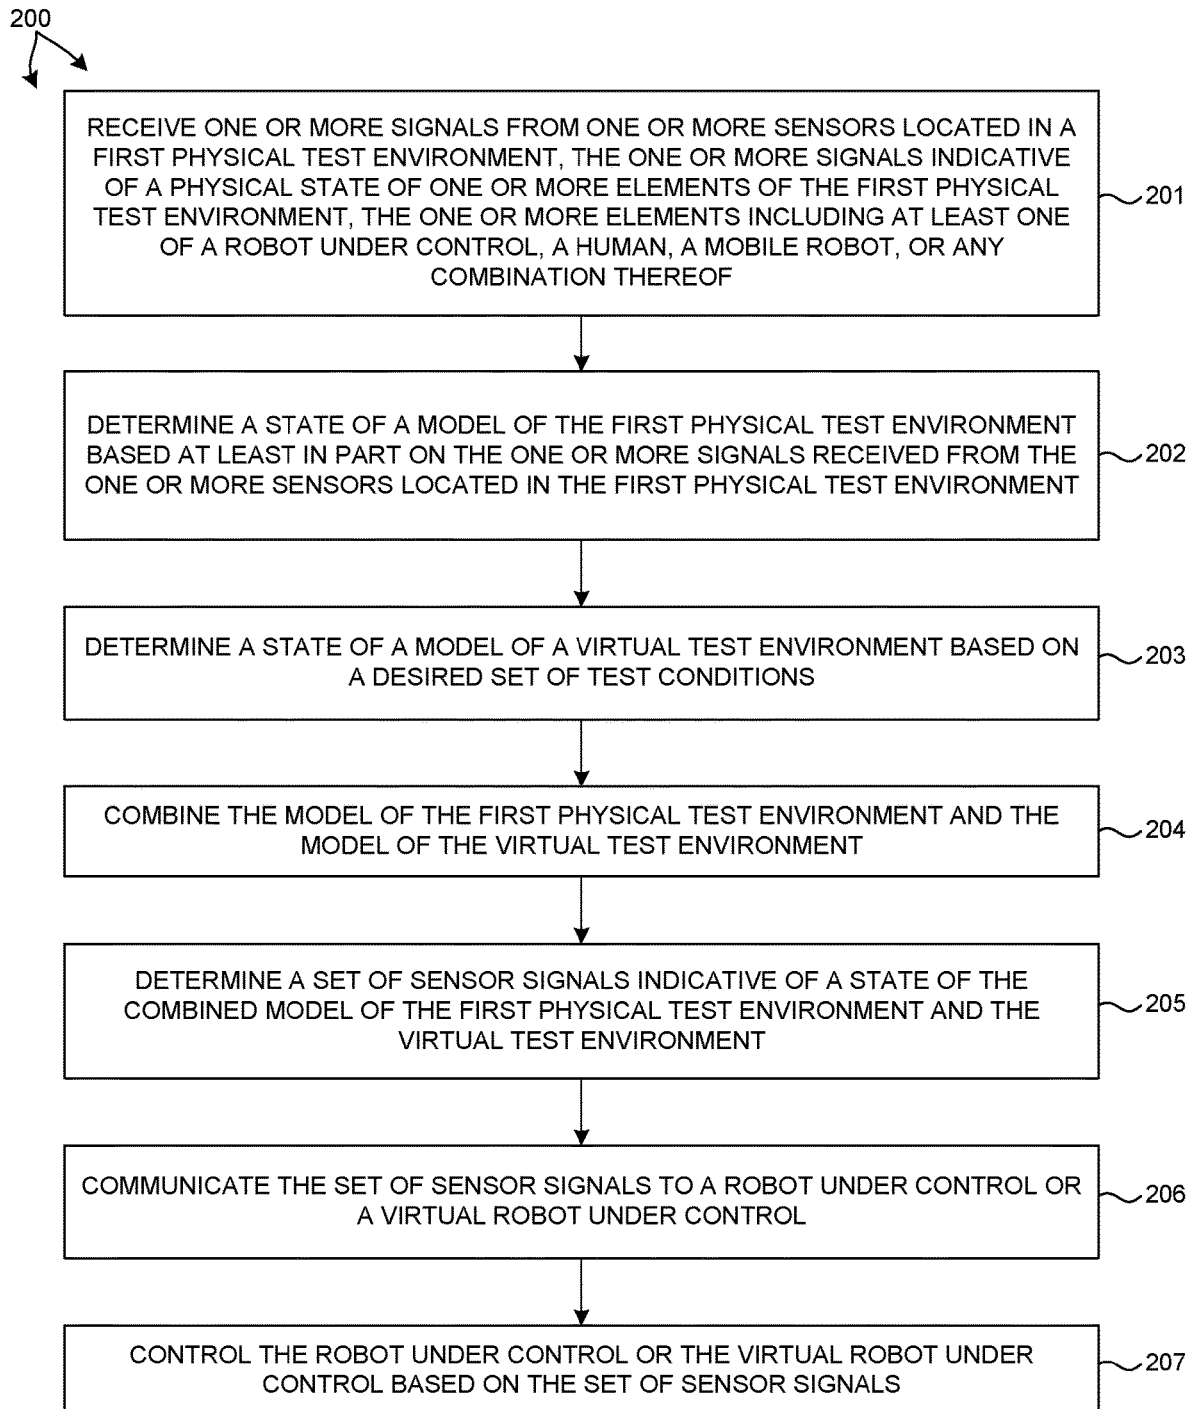 200
RECEIVE ONE OR MORE SIGNALS FROM ONE OR MORE SENSORS LOCATED IN A
FIRST PHYSICAL TEST ENVIRONMENT, THE ONE OR MORE SIGNALS INDICATIVE
OF A PHYSICAL STATE OF ONE OR MORE ELEMENTS OF THE FIRST PHYSICAL
TEST ENVIRONMENT, THE ONE OR MORE ELEMENTS INCLUDING AT LEAST ONE
OF A ROBOT UNDER CONTROL, A HUMAN, A MOBILE ROBOT, OR ANY
COMBINATION THEREOF
201
DETERMINE A STATE OF A MODEL OF THE FIRST PHYSICAL TEST ENVIRONMENT
BASED AT LEAST IN PART ON THE ONE OR MORE SIGNALS RECEIVED FROM THE
ONE OR MORE SENSORS LOCATED IN THE FIRST PHYSICAL TEST ENVIRONMENT
202
DETERMINE A STATE OF A MODEL OF A VIRTUAL TEST ENVIRONMENT BASED ON
A DESIRED SET OF TEST CONDITIONS
203
COMBINE THE MODEL OF THE FIRST PHYSICAL TEST ENVIRONMENT AND THE
MODEL OF THE VIRTUAL TEST ENVIRONMENT
204
DETERMINE A SET OF SENSOR SIGNALS INDICATIVE OF A STATE OF THE
COMBINED MODEL OF THE FIRST PHYSICAL TEST ENVIRONMENT AND THE
VIRTUAL TEST ENVIRONMENT
205
COMMUNICATE THE SET OF SENSOR SIGNALS TO A ROBOT UNDER CONTROL OR
A VIRTUAL ROBOT UNDER CONTROL
206
CONTROL THE ROBOT UNDER CONTROL OR THE VIRTUAL ROBOT UNDER
CONTROL BASED ON THE SET OF SENSOR SIGNALS
207